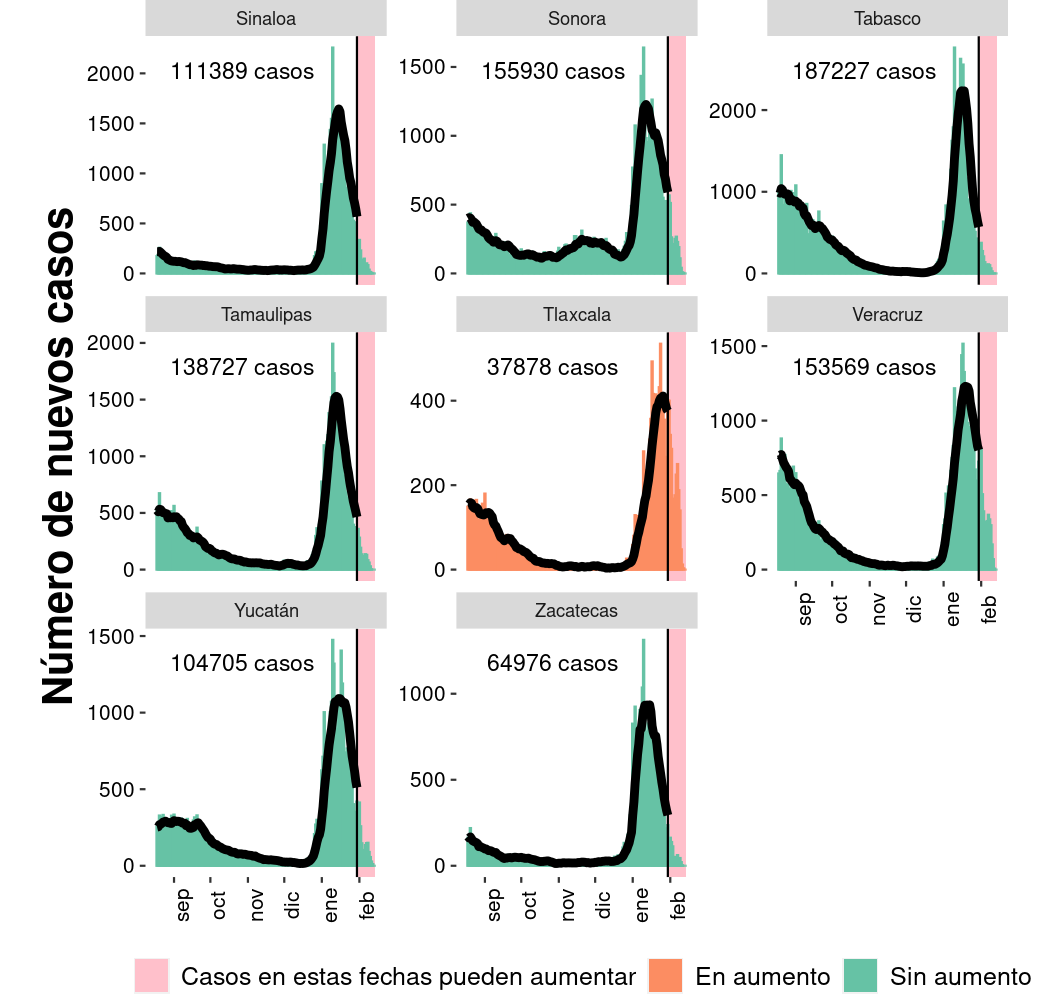 Número de nuevos casos
Sinaloa
111389 casos
2000
1500
1000
500
0
Sonora
155930 casos
1500
1000
500
0
Tabasco
187227 casos
2000
1000
0
Tamaulipas
138727 casos
2000
1500
1000
500
0
Tlaxcala
37878 casos
400
200
0
Veracruz
153569 casos
1500
1000
500
0
sep
oct
nov
dic
ene
feb
Yucatán
104705 casos
1500
1000
500
0
sep
oct
nov
dic
ene
feb
Zacatecas
64976 casos
1000
500
0
sep
oct
nov
dic
ene
feb
Casos en estas fechas pueden aumentar
En aumento
Sin aumento